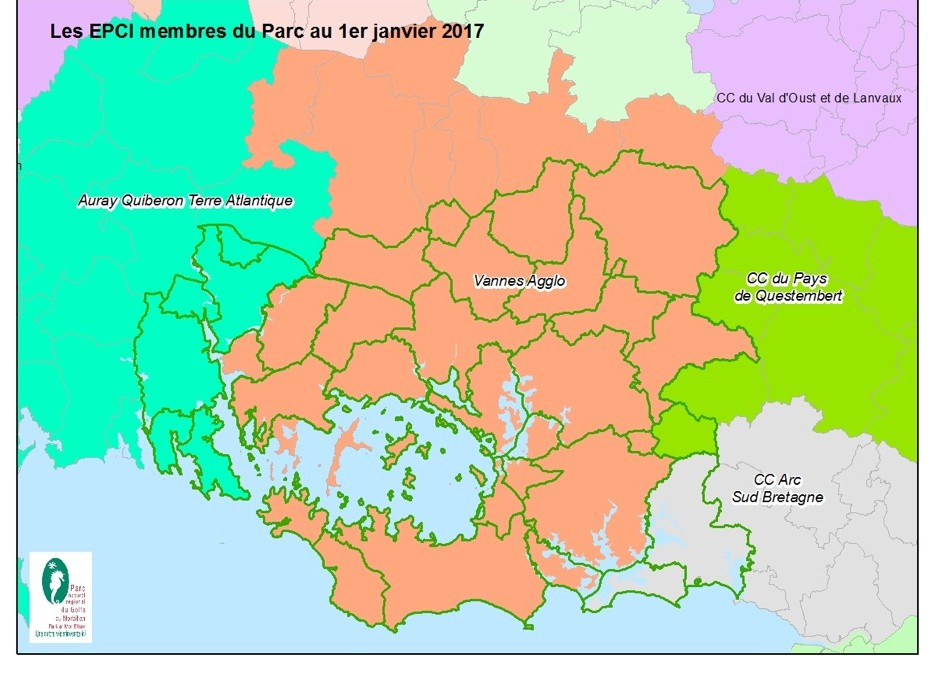 Les EPCI membres du Parc au 1er janvier 2017
CC du Val d'Oust et de Lanvaux
Auray Quiberon Terre Atlantique
Vannes Agglo
CC du Pays
de Questembert
CC Arc
Sud Bretagne
Parc
naturel
régional
du Golfe
du Morbihan